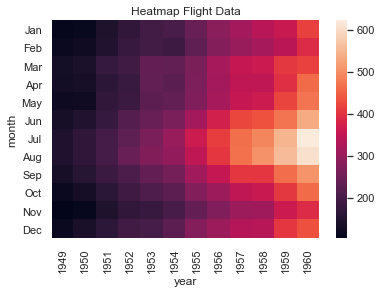 Heatmap Flight Data
month
Jan
Feb
Mar
Apr
May
Jun
Jul
Aug
Sep
Oct
Nov
Dec
1949
1950
1951
1952
1953
1954
1955
1956
1957
1958
1959
1960
year
600
500
400
300
200